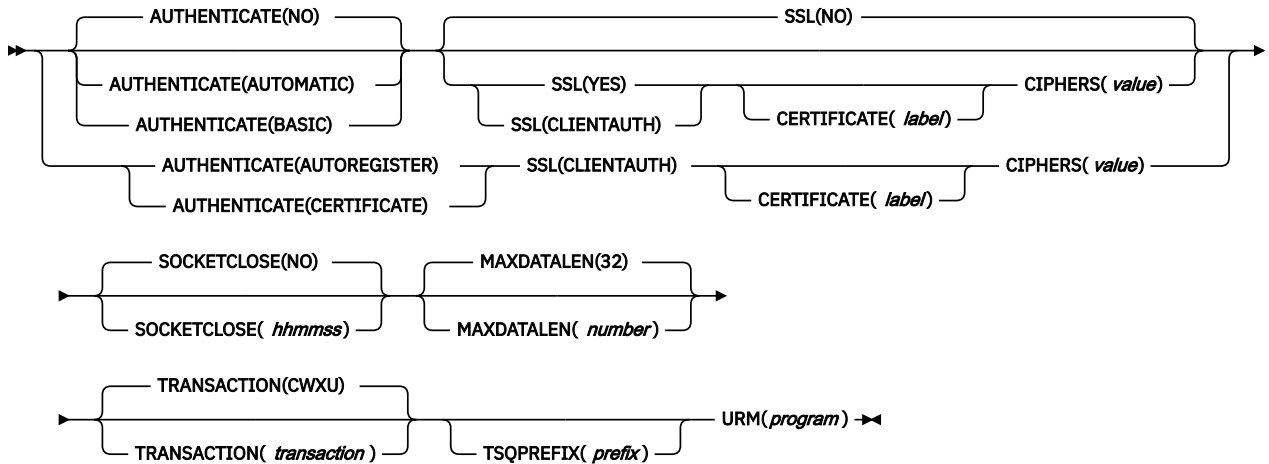 AUTHENTICATE(NO) SSL(NO)
AUTHENTICATE(AUTOMATIC) SSL(YES) CIPHERS( value)
AUTHENTICATE(BASIC) SSL(CLIENTAUTH) CERTIFICATE( label)
AUTHENTICATE(AUTOREGISTER) SSL(CLIENTAUTH) CIPHERS( value)
AUTHENTICATE(CERTIFICATE) CERTIFICATE( label)
SOCKETCLOSE(NO) MAXDATALEN(32)
SOCKETCLOSE( hhmmss) MAXDATALEN( number)
TRANSACTION(CWXU)
URM(program)
TRANSACTION( transaction) TSQPREFIX( prefix)